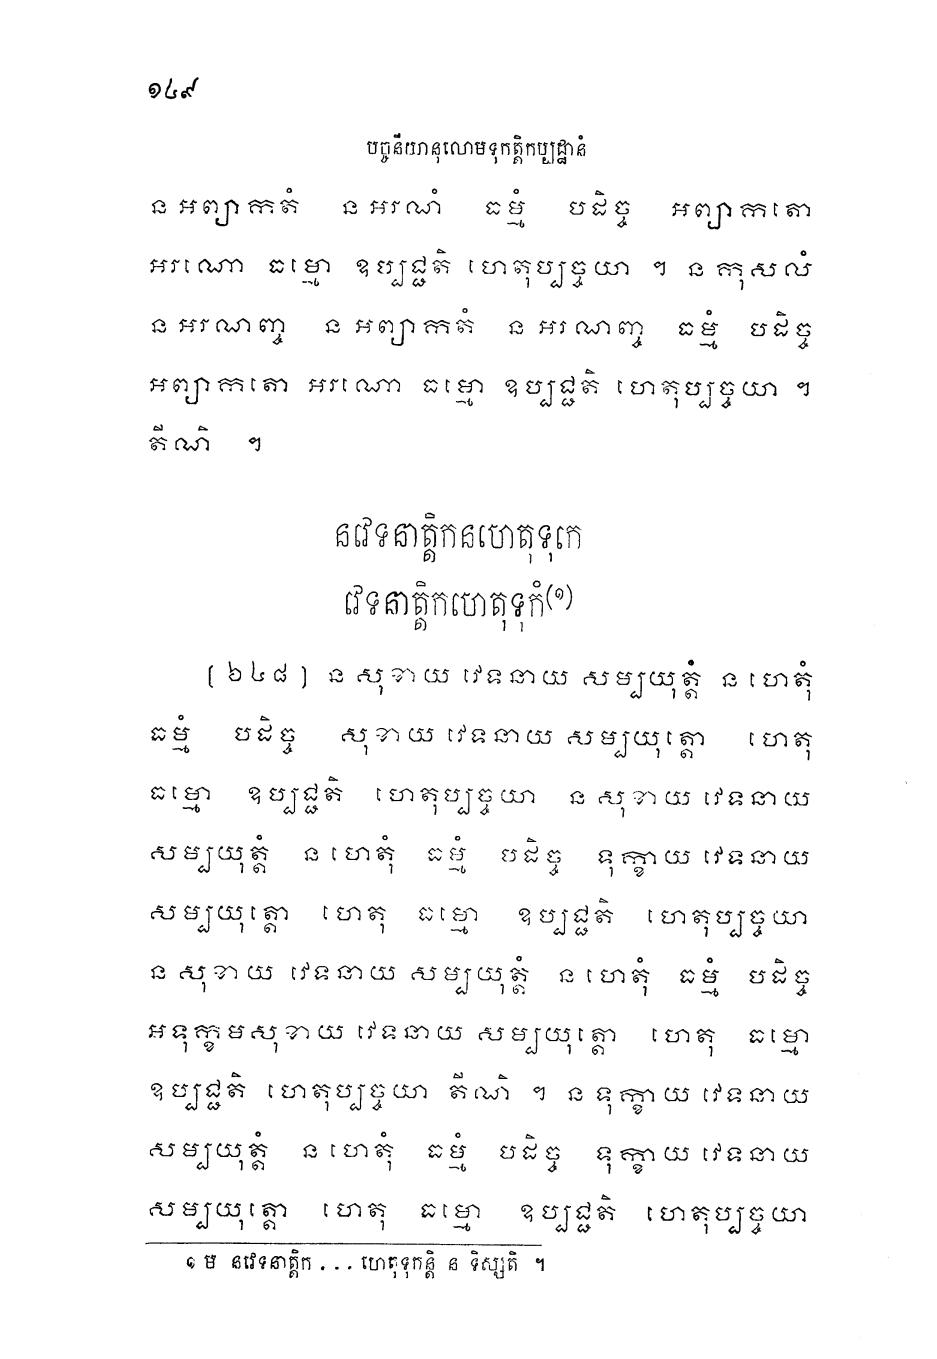 ១៤៩
បច្ចនីយានុលោមទុកត្តិកប្បដ្ឋានំ
ន អព្យាកតំ ន អរណំ ធម្មំ បដិច្ច អព្យាកតោ
អរណោ ធម្មោ ឧប្បជ្ជតិ ហេតុប្បច្ចយា ។ ន កុសលំ
ន អរណញ្ច ន អព្យាកតំ ន អរណញ្ច ធម្មំ បដិច្ច
អព្យាកតោ អរណោ ធម្មោ ឧប្បជ្ជតិ ហេតុប្បច្ចយា ។
តីណិ ។
នវេទនាត្តិកនហេតុទុកេ
វេទនាត្តិកហេតុទុកំ(១)
(៦៤៨) ន សុខាយ វេទនាយ សម្បយុត្តំ ន ហេតុំ
ធម្មំ បដិច្ច សុខាយ វេទនាយ សម្បយុត្តោ ហេតុ
ធម្មោ ឧប្បជ្ជតិ ហេតុប្បច្ចយា ន សុខាយ វេទនាយ
សម្បយុត្តំ ន ហេតុំ ធម្មំ បដិច្ច ទុក្ខាយ វេទនាយ
សម្បយុត្តោ ហេតុ ធម្មោ ឧប្បជ្ជតិ ហេតុប្បច្ចយា
ន សុខាយ វេទនាយ សម្បយុត្តំ ន ហេតុំ ធម្មំ បដិច្ច
អទុក្ខមសុខាយ វេទនាយ សម្បយុត្តោ ហេតុ ធម្មោ
ឧប្បជ្ជតិ ហេតុប្បច្ចយា តីណិ ។ ន ទុក្ខាយ វេទនាយ
សម្បយុត្តំ ន ហេតុំ ធម្មំ បដិច្ច ទុក្ខាយ វេទនាយ
សម្បយុត្តោ ហេតុ ធម្មោ ឧប្បជ្ជតិ ហេតុប្បច្ចយា
១ ម នវេទនាត្តិក ... ហេតុទុកន្តិ ន ទិស្សតិ ។